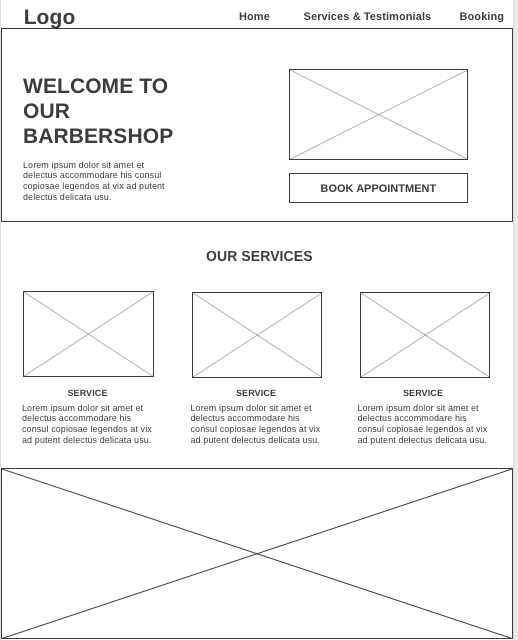 Logo
Home
Services & Testimonials
Booking
WELCOME TO
OUR
BARBERSHOP
Lorem ipsum dolor sit amet et
delectus accommodare his consul
copiosae legendos at vix ad putent
delectus delicata usu.
BOOK APPOINTMENT
OUR SERVICES
SERVICE
Lorem ipsum dolor sit amet et
delectus accommodare his
consul copiosae legendos at vix
ad putent delectus delicata usu.
SERVICE
Lorem ipsum dolor sit amet et
delectus accommodare his
consul copiosae legendos at vix
ad putent delectus delicata usu.
SERVICE
Lorem ipsum dolor sit amet et
delectus accommodare his
consul copiosae legendos at vix
ad putent delectus delicata usu.